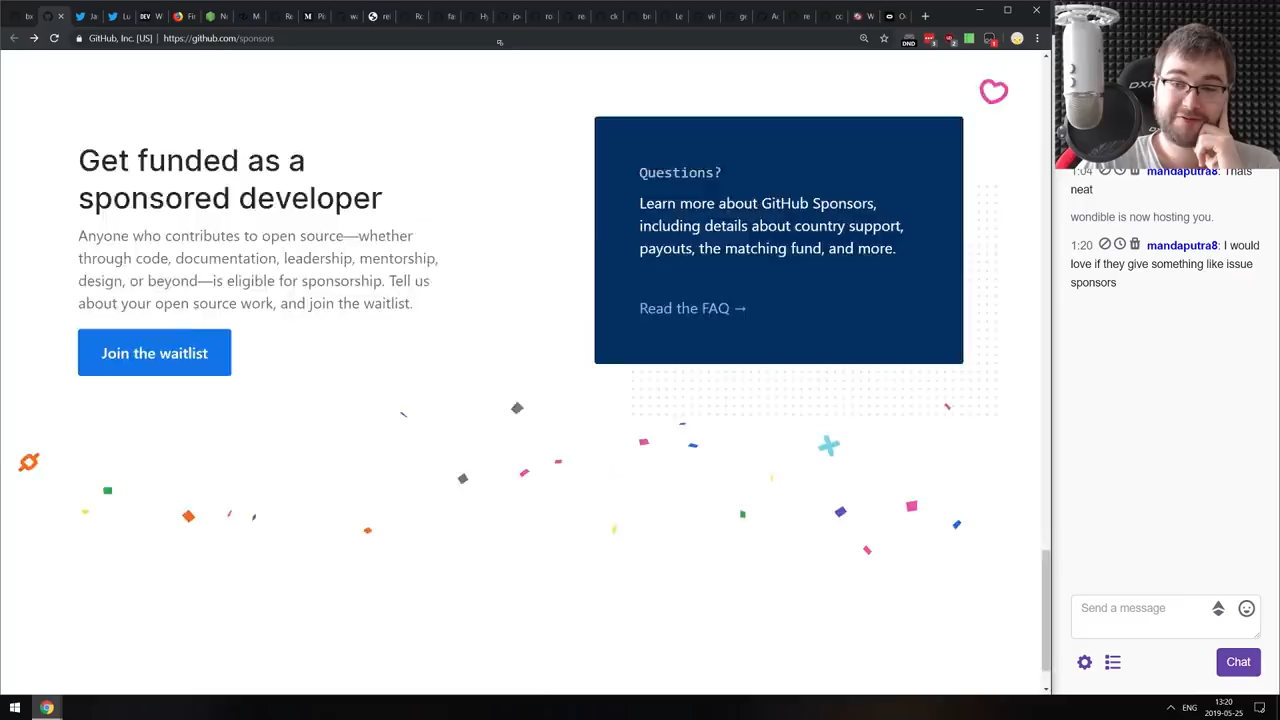 GitHub, Inc. [US]
https://github.com/sponsors
DND
Get funded as a
sponsored developer
Anyone who contributes to open source—whether
through code, documentation, leadership, mentorship,
design, or beyond—is eligible for sponsorship. Tell us
about your open source work, and join the waitlist.
Join the waitlist
Questions?
Learn more about GitHub Sponsors,
including details about country support,
payouts, the matching fund, and more.
Read the FAQ →
1:04 mandaputra8: Thats
neat
wondible is now hosting you.
1:20 mandaputra8: I would
love if they give something like issue
sponsors
Send a message
Chat
ENG
13:20
2019-05-25